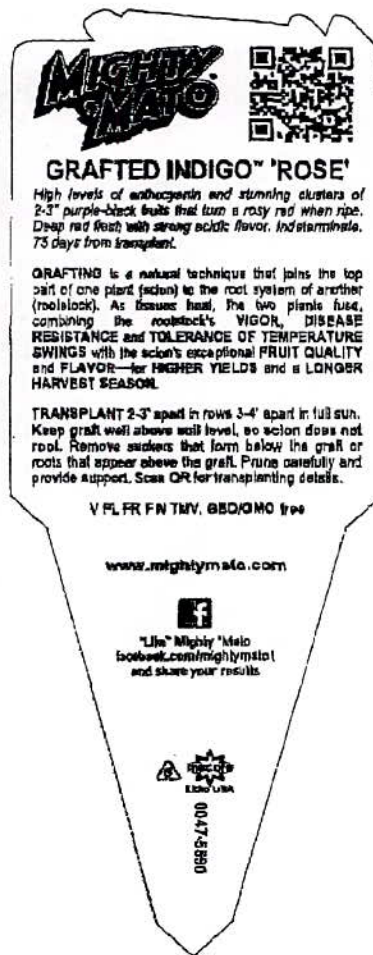 MIGHTY
'MATO
GRAFTED INDIGO™ 'ROSE'
High levels of anthocyanin and stunning clusters of
2-3" purple-black fruits that turn a rosy red when ripe.
Deep red flesh with strong acidic flavor. Indeterminate.
75 days from transplant.
GRAFTING is a natural technique that joins the top
part of one plant (scion) to the root system of another
(rootstock). As tissues heal, the two plants fuse,
combining the rootstock's VIGOR, DISEASE
RESISTANCE and TOLERANCE OF TEMPERATURE
SWINGS with the scion's exceptional FRUIT QUALITY
and FLAVOR—for HIGHER YIELDS and a LONGER
HARVEST SEASON.
TRANSPLANT 2-3' apart in rows 3-4' apart in full sun.
Keep graft well above soil level, so scion does not
root. Remove suckers that form below the graft or
roots that appear above the graft. Prune carefully and
provide support. Scan QR for transplanting details.
V FL FR F N TMV. GEO/GMO free
www.mightymato.com
f
"Like" Mighty 'Mato
facebook.com/mightymato1
and share your results
USA
0047-5890